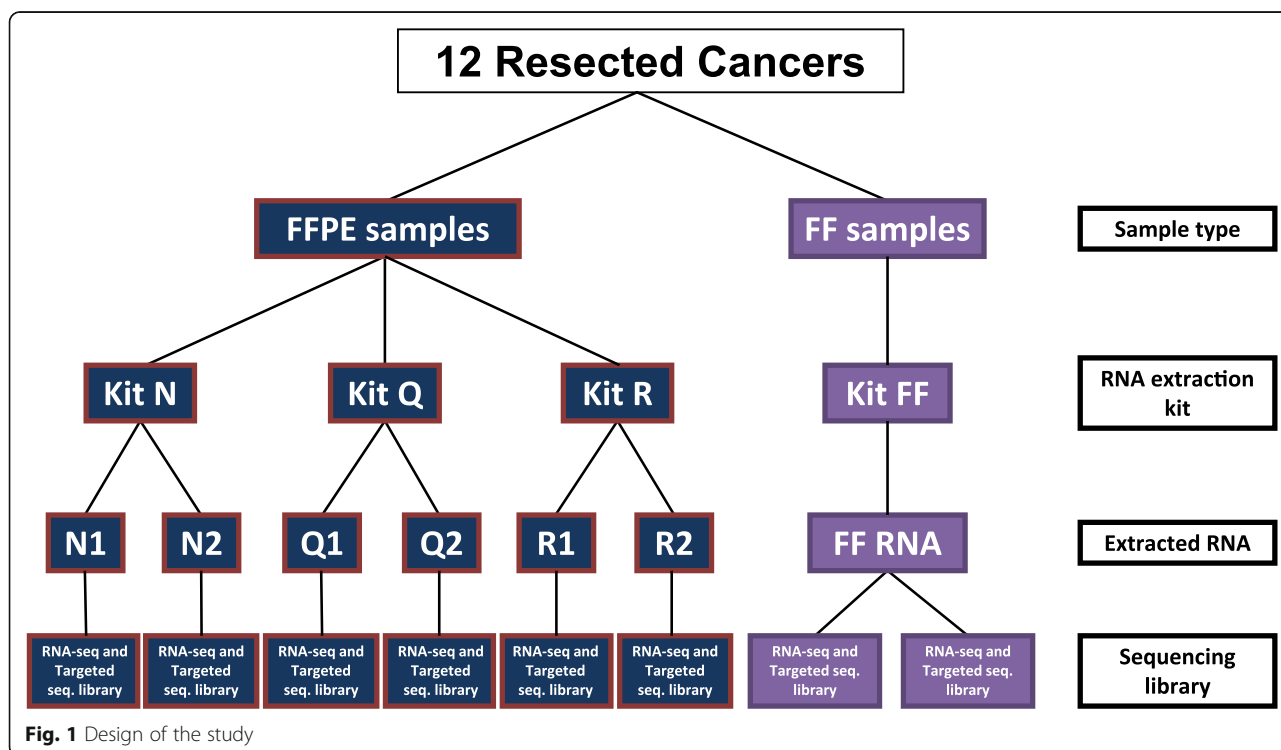 12 Resected Cancers
FFPE samples
FF samples
Sample type
Kit N
Kit Q
Kit R
Kit FF
RNA extraction
kit
N1
N2
Q1
Q2
R1
R2
FF RNA
Extracted RNA
RNA-seq and
Targeted
seq. library
RNA-seq and
Targeted
seq. library
RNA-seq and
Targeted
seq. library
RNA-seq and
Targeted
seq. library
RNA-seq and
Targeted
seq. library
RNA-seq and
Targeted
seq. library
RNA-seq and
Targeted seq.
library
RNA-seq and
Targeted seq.
library
Sequencing
library
Fig. 1 Design of the study